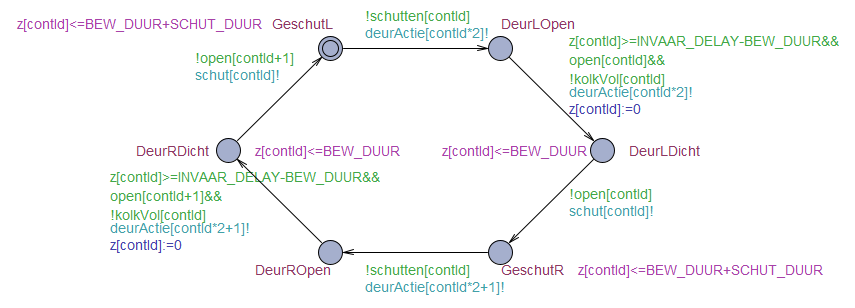 z[contId]<=BEW_DUUR+SCHUT_DUUR
GeschutL
!schutten[contId]
deurActie[contId*2]!
DeurLOpen
z[contId]>=INVAAR_DELAY-BEW_DUUR&&
open[contId]&&
!kolkVol[contId]
deurActie[contId*2]!
z[contId]:=0
!open[contId+1]
schut[contId]!
DeurRDicht
z[contId]<=BEW_DUUR
z[contId]<=BEW_DUUR
DeurLDicht
z[contId]>=INVAAR_DELAY-BEW_DUUR&&
open[contId+1]&&
!kolkVol[contId]
deurActie[contId*2+1]!
z[contId]:=0
!open[contId]
schut[contId]!
DeurROpen
!schutten[contId]
deurActie[contId*2+1]!
GeschutR
z[contId]<=BEW_DUUR+SCHUT_DUUR